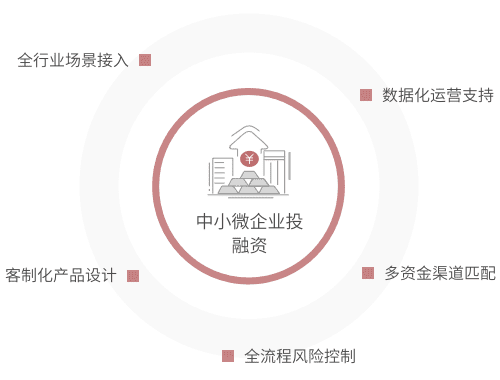 全行业场景接入
数据化运营支持
¥
中小微企业投
融资
客制化产品设计
多资金渠道匹配
全流程风险控制